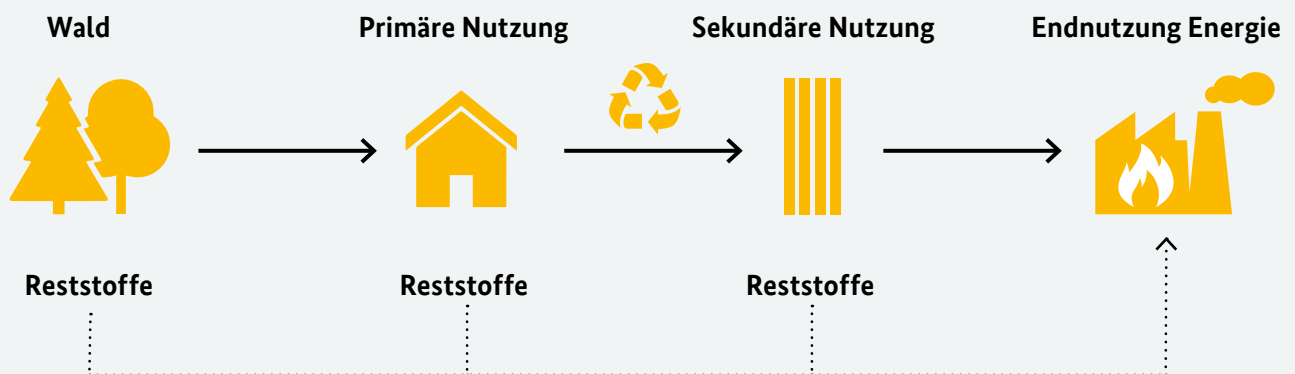 Wald
Primäre Nutzung
Sekundäre Nutzung
Endnutzung Energie
Reststoffe
Reststoffe
Reststoffe